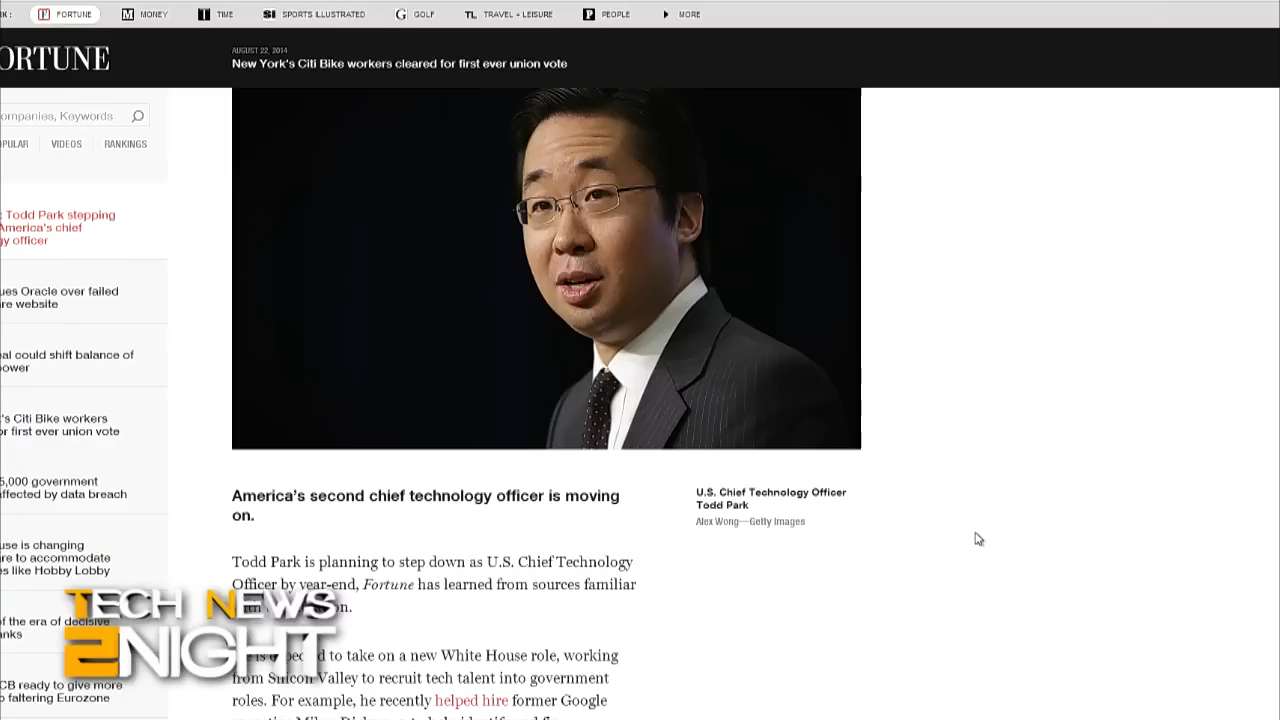 FORTUNE
MONEY
TIME
SI SPORTS ILLUSTRATED
G GOLF
TL TRAVEL + LEISURE
P PEOPLE
MORE
ORTUNE
AUGUST 22, 2014
New York's Citi Bike workers cleared for first ever union vote
ompanies, Keywords
OPULAR
VIDEOS
RANKINGS
: Todd Park stepping
America's chief
gy officer
ues Oracle over failed
re website
eal could shift balance of
power
's Citi Bike workers
or first ever union vote
5,000 government
affected by data breach
use is changing
re to accommodate
s like Hobby Lobby
of the era of decisive
anks
CB ready to give more
o faltering Eurozone
America's second chief technology officer is moving
on.
U.S. Chief Technology Officer
Todd Park
Alex Wong—Getty Images
Todd Park is planning to step down as U.S. Chief Technology
Officer by year-end, Fortune has learned from sources familiar
to take on a new White House role, working
from Silicon Valley to recruit tech talent into government
roles. For example, he recently helped hire former Google
TECH NEWS
2NIGHT